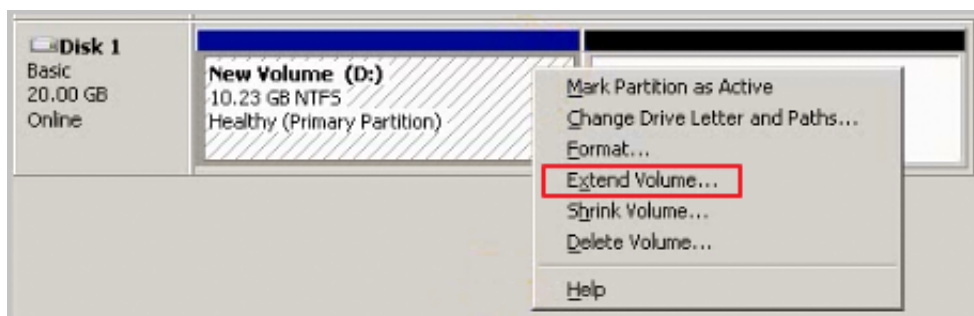 Disk 1
Basic
20.00 GB
Online
New Volume (D:)
10.23 GB NTFS
Healthy (Primary Partition)
Mark Partition as Active
Change Drive Letter and Paths...
Format...
Extend Volume...
Shrink Volume...
Delete Volume...
Help